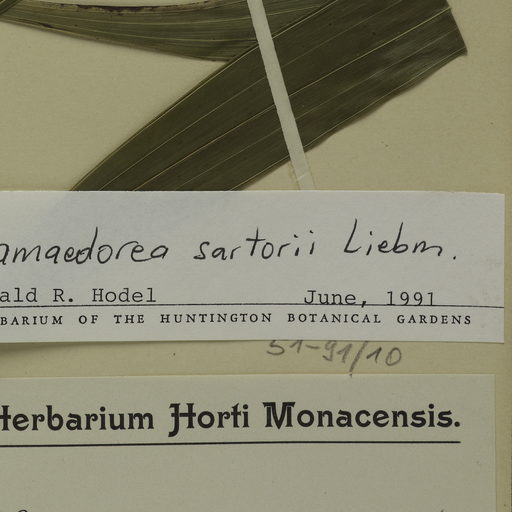 amaedorea sartorii Liebm.
ald R. Hodel June, 1991
BARIUM OF THE HUNTINGTON BOTANICAL GARDENS
51-91/10
Herbarium Horti Monacensis.